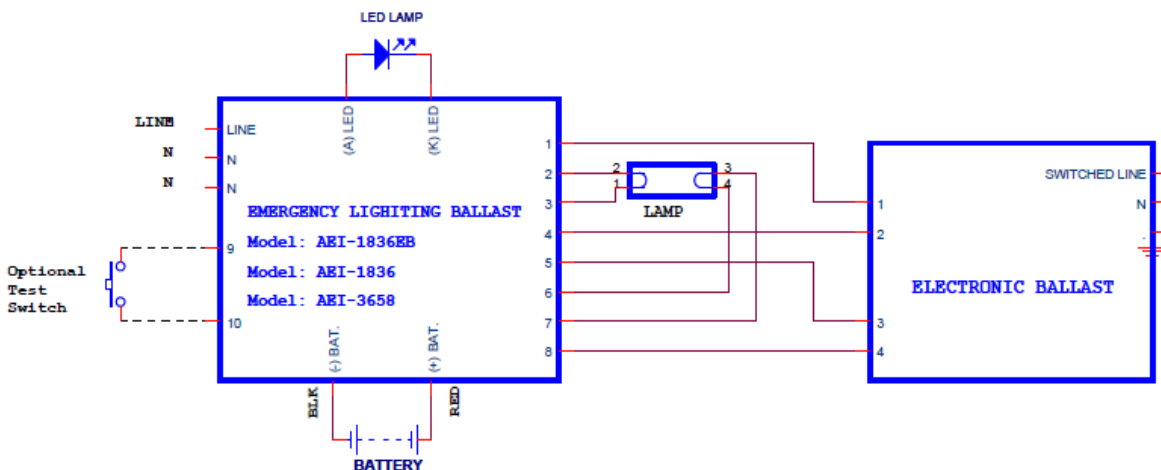 LED LAMP
LINE
N
N
LINE
N
N
(A) LED
(K) LED
EMERGENCY LIGHITING BALLAST
Model: AEI-1836EB
Model: AEI-1836
Model: AEI-3658
Optional
Test
Switch
9
10
(-) BAT.
(+) BAT.
BLK
RED
BATTERY
1
2
3
4
5
6
7
8
2
1
3
4
LAMP
SWITCHED LINE
N
1
2
ELECTRONIC BALLAST
3
4